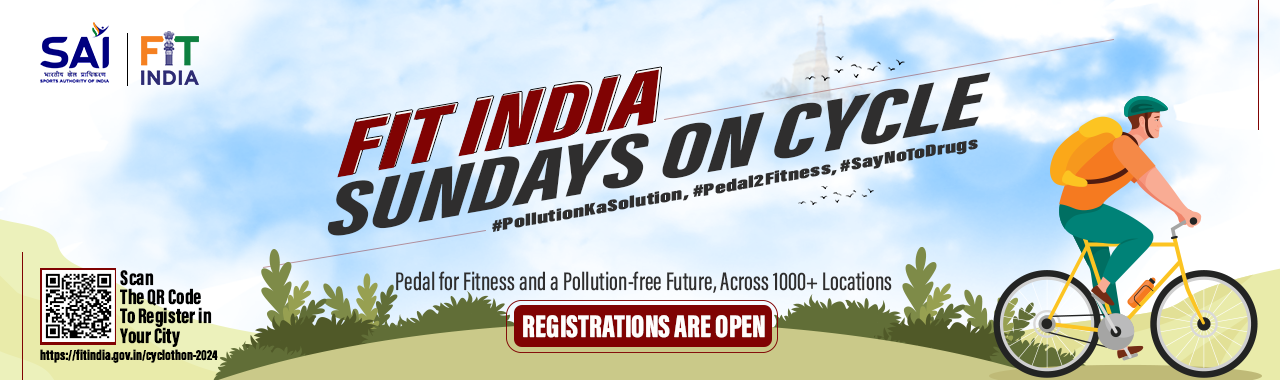 SAI
भारतीय खेल प्राधिकरण
SPORTS AUTHORITY OF INDIA
FIT
INDIA
FIT INDIA
SUNDAYS ON CYCLE
#PollutionKaSolution, #Pedal2Fitness, #SayNoToDrugs
Pedal for Fitness and a Pollution-free Future, Across 1000+ Locations
REGISTRATIONS ARE OPEN
Scan
The QR Code
To Register in
Your City
https://fitindia.gov.in/cyclothon-2024